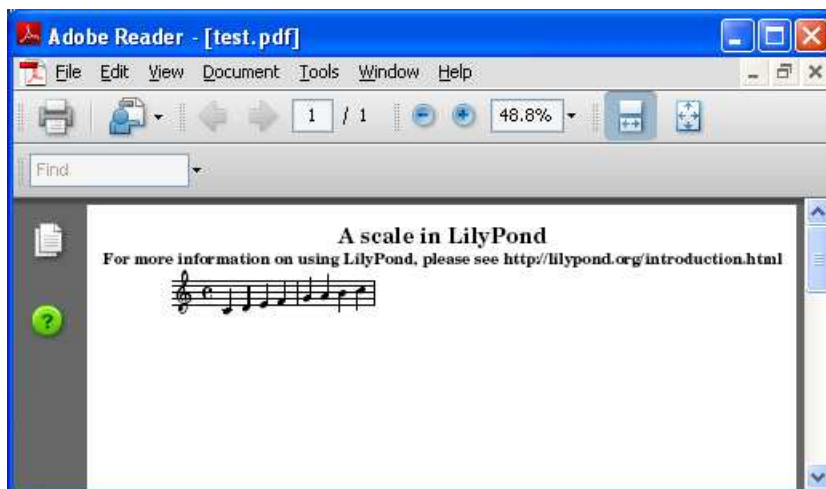 Adobe Reader - [test.pdf]
File Edit View Document Tools Window Help
1 / 1 48.8%
Find
A scale in LilyPond
For more information on using LilyPond, please see http://lilypond.org/introduction.html